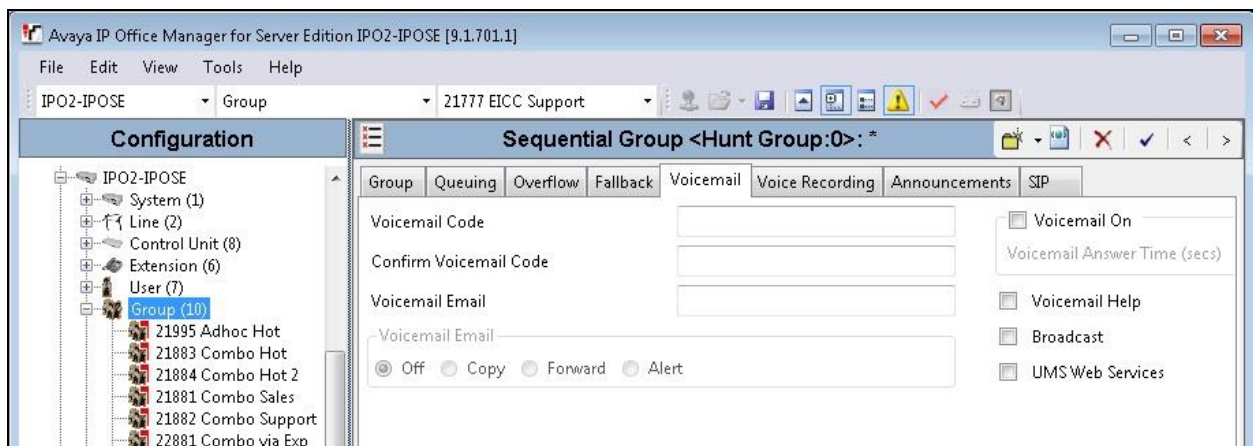 Avaya IP Office Manager for Server Edition IPO2-IPOSE [9.1.701.1]
File Edit View Tools Help
IPO2-IPOSE Group 21777 EICC Support
Configuration
IPO2-IPOSE
System (1)
Line (2)
Control Unit (8)
Extension (6)
User (7)
Group (10)
21995 Adhoc Hot
21883 Combo Hot
21884 Combo Hot 2
21881 Combo Sales
21882 Combo Support
22881 Combo via Exp
Sequential Group <Hunt Group:0>: *
Group Queuing Overflow Fallback Voicemail Voice Recording Announcements SIP
Voicemail Code
Confirm Voicemail Code
Voicemail Email
Voicemail Email
Off Copy Forward Alert
Voicemail On
Voicemail Answer Time (secs)
Voicemail Help
Broadcast
UMS Web Services